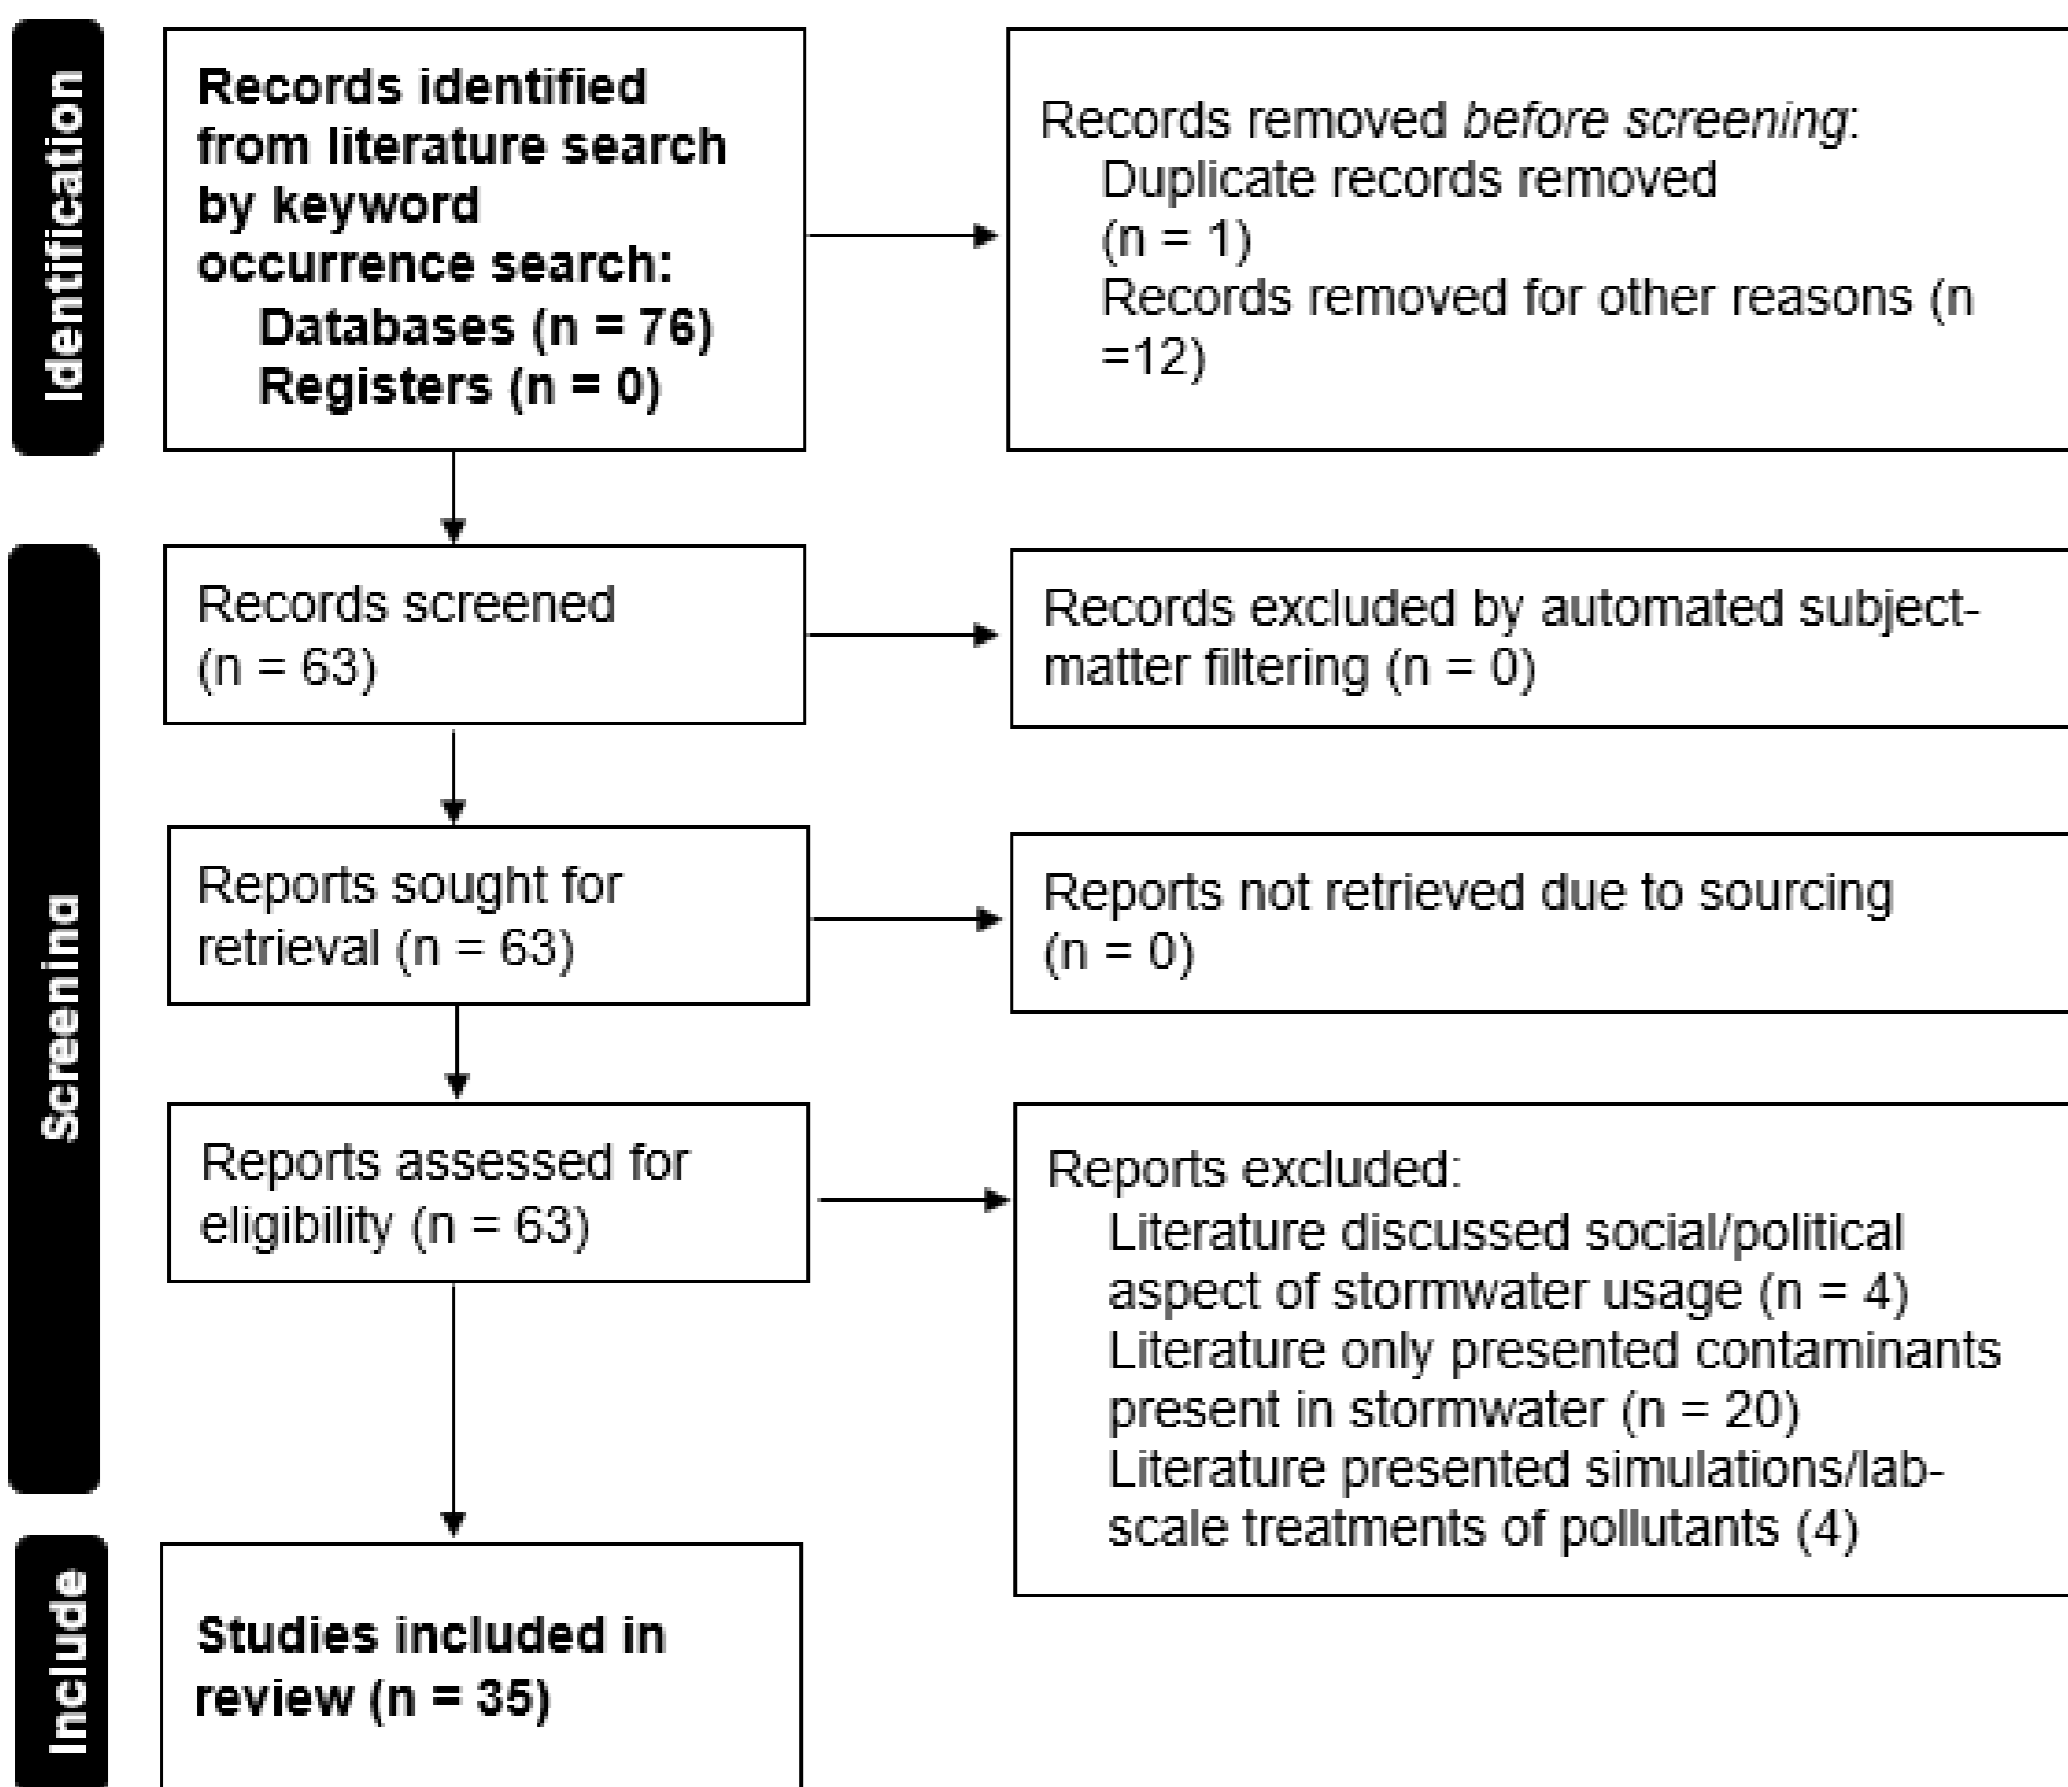 Identification
Records identified
from literature search
by keyword
occurrence search:
Databases (n = 76)
Registers (n = 0)
Records removed before screening:
Duplicate records removed
(n = 1)
Records removed for other reasons (n
=12)
Screening
Records screened
(n = 63)
Records excluded by automated subject-
matter filtering (n = 0)
Reports sought for
retrieval (n = 63)
Reports not retrieved due to sourcing
(n = 0)
Reports assessed for
eligibility (n = 63)
Reports excluded:
Literature discussed social/political
aspect of stormwater usage (n = 4)
Literature only presented contaminants
present in stormwater (n = 20)
Literature presented simulations/lab-
scale treatments of pollutants (4)
Include
Studies included in
review (n = 35)